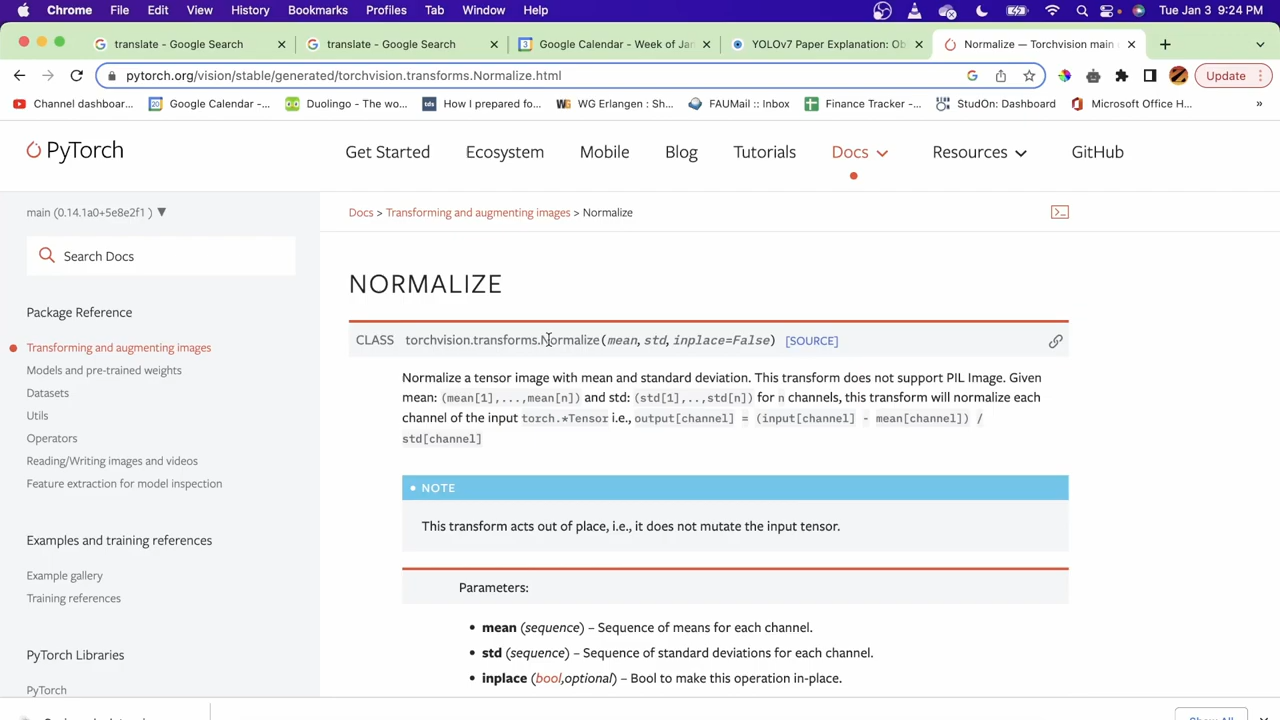 Chrome File Edit View History Bookmarks Profiles Tab Window Help Tue Jan 3 9:24 PM
translate - Google Search translate - Google Search Google Calendar - Week of Jan YOLOv7 Paper Explanation: Ob Normalize — Torchvision main
pytorch.org/vision/stable/generated/torchvision.transforms.Normalize.html Update
Channel dashboar... Google Calendar -... Duolingo - The wo... How I prepared fo... WG Erlangen : Sh... FAUMail :: Inbox Finance Tracker -... StudOn: Dashboard Microsoft Office H... »
PyTorch Get Started Ecosystem Mobile Blog Tutorials Docs Resources GitHub
main (0.14.1a0+5e8e2f1 ) ▼
Docs > Transforming and augmenting images > Normalize
Search Docs
NORMALIZE
Package Reference
CLASS torchvision.transforms.Normalize(mean, std, inplace=False) [SOURCE]
Transforming and augmenting images
Models and pre-trained weights
Datasets
Utils
Operators
Reading/Writing images and videos
Feature extraction for model inspection
Normalize a tensor image with mean and standard deviation. This transform does not support PIL Image. Given
mean: (mean[1],...,mean[n]) and std: (std[1],..,std[n]) for n channels, this transform will normalize each
channel of the input torch.*Tensor i.e., output[channel] = (input[channel] - mean[channel]) /
std[channel]
NOTE
This transform acts out of place, i.e., it does not mutate the input tensor.
Examples and training references
Example gallery
Training references
Parameters:
mean (sequence) – Sequence of means for each channel.
std (sequence) – Sequence of standard deviations for each channel.
inplace (bool,optional) – Bool to make this operation in-place.
PyTorch Libraries
PyTorch
Show All